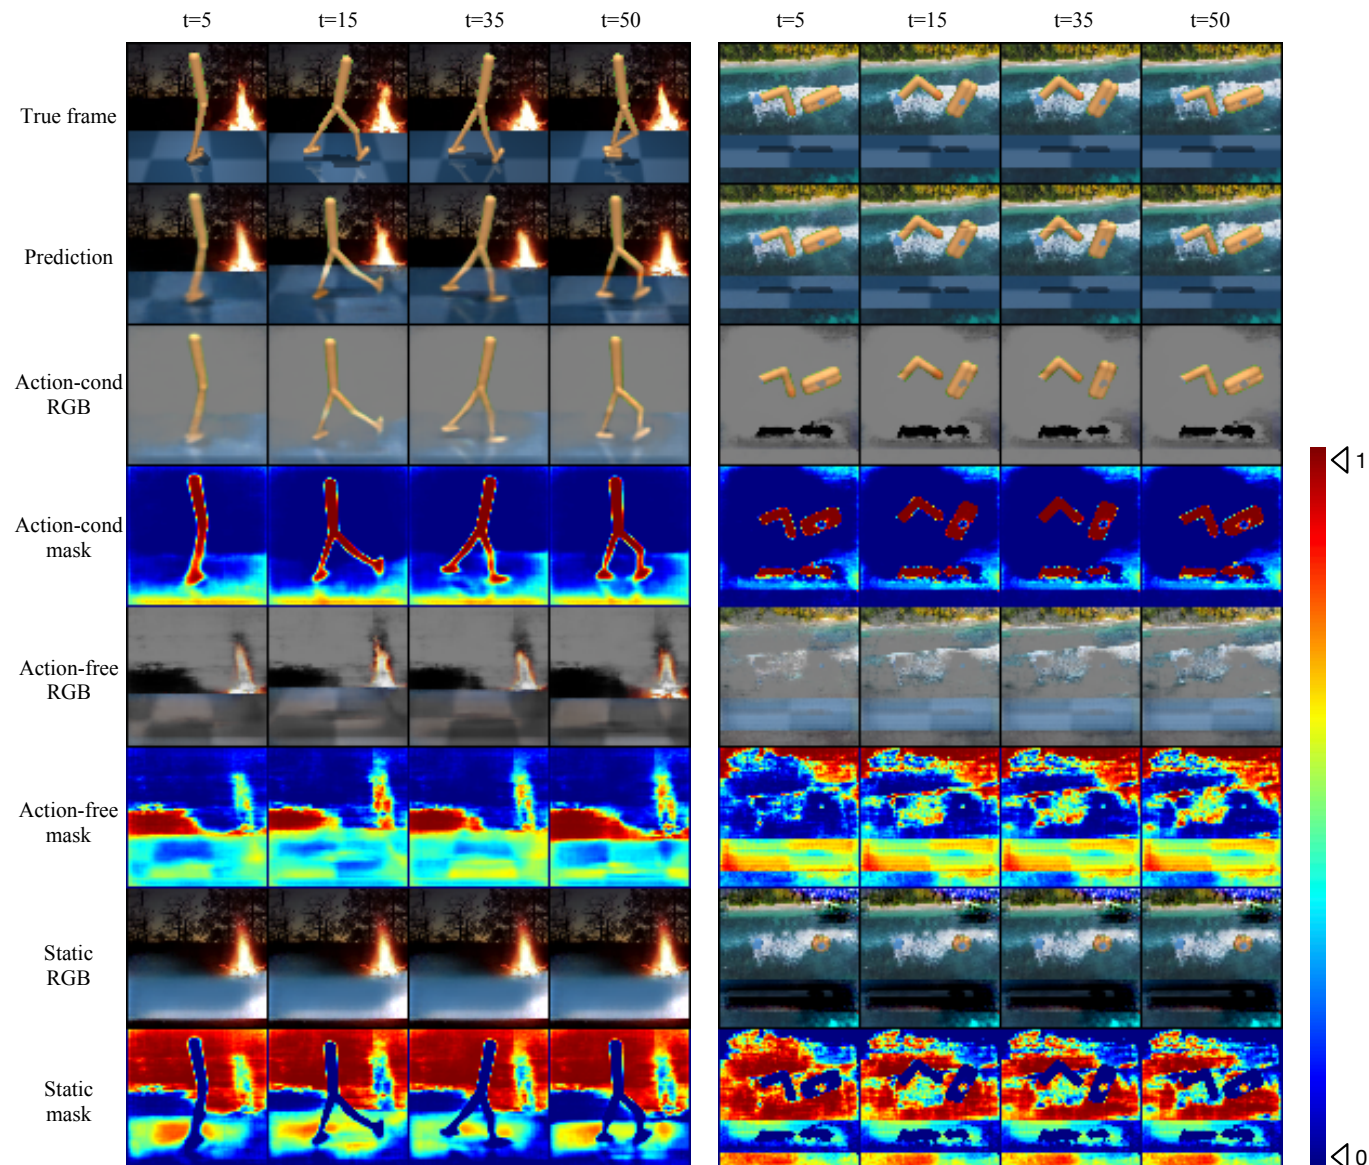 t=5 t=15 t=35 t=50 t=5 t=15 t=35 t=50
True frame
Prediction
Action-cond
RGB
Action-cond
mask
1
Action-free
RGB
Action-free
mask
Static
RGB
Static
mask
0